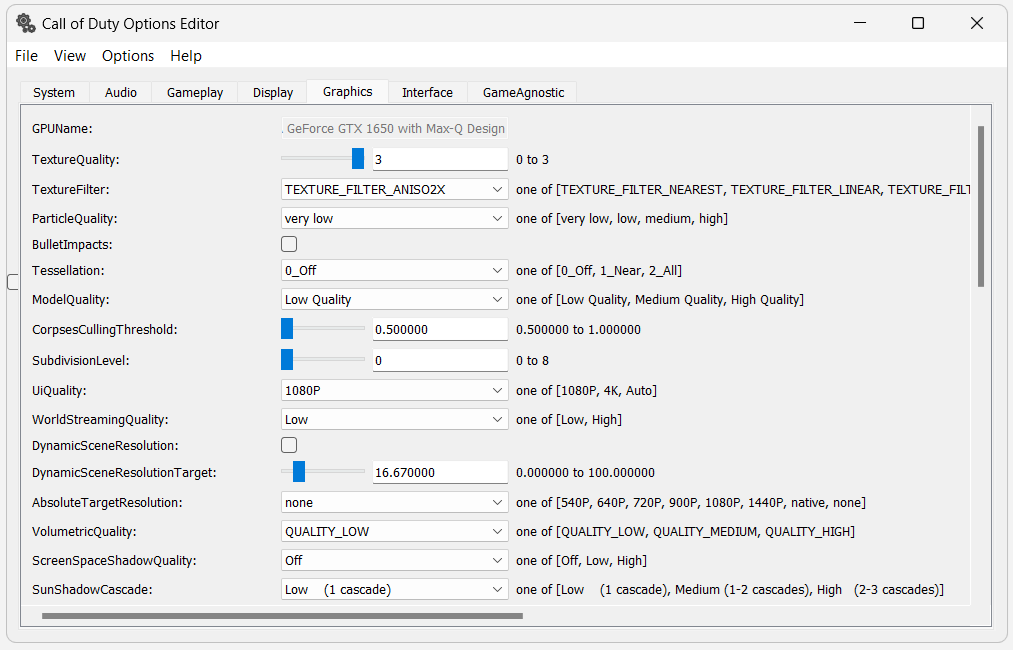 Call of Duty Options Editor
File View Options Help
System Audio Gameplay Display Graphics Interface GameAgnostic
GPUName: . GeForce GTX 1650 with Max-Q Design
TextureQuality: 3 0 to 3
TextureFilter: TEXTURE_FILTER_ANISO2X one of [TEXTURE_FILTER_NEAREST, TEXTURE_FILTER_LINEAR, TEXTURE_FILT
ParticleQuality: very low one of [very low, low, medium, high]
BulletImpacts:
Tessellation: 0_Off one of [0_Off, 1_Near, 2_All]
ModelQuality: Low Quality one of [Low Quality, Medium Quality, High Quality]
CorpsesCullingThreshold: 0.500000 0.500000 to 1.000000
SubdivisionLevel: 0 0 to 8
UiQuality: 1080P one of [1080P, 4K, Auto]
WorldStreamingQuality: Low one of [Low, High]
DynamicSceneResolution:
DynamicSceneResolutionTarget: 16.670000 0.000000 to 100.000000
AbsoluteTargetResolution: none one of [540P, 640P, 720P, 900P, 1080P, 1440P, native, none]
VolumetricQuality: QUALITY_LOW one of [QUALITY_LOW, QUALITY_MEDIUM, QUALITY_HIGH]
ScreenSpaceShadowQuality: Off one of [Off, Low, High]
SunShadowCascade: Low (1 cascade) one of [Low (1 cascade), Medium (1-2 cascades), High (2-3 cascades)]